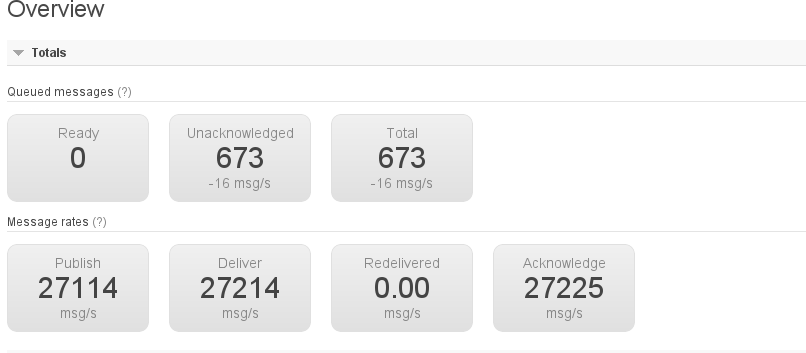 Overview
Totals
Queued messages (?)
Ready Unacknowledged Total
0 673 673
-16 msg/s -16 msg/s
Message rates (?)
Publish Deliver Redelivered Acknowledge
27114 27214 0.00 27225
msg/s msg/s msg/s msg/s